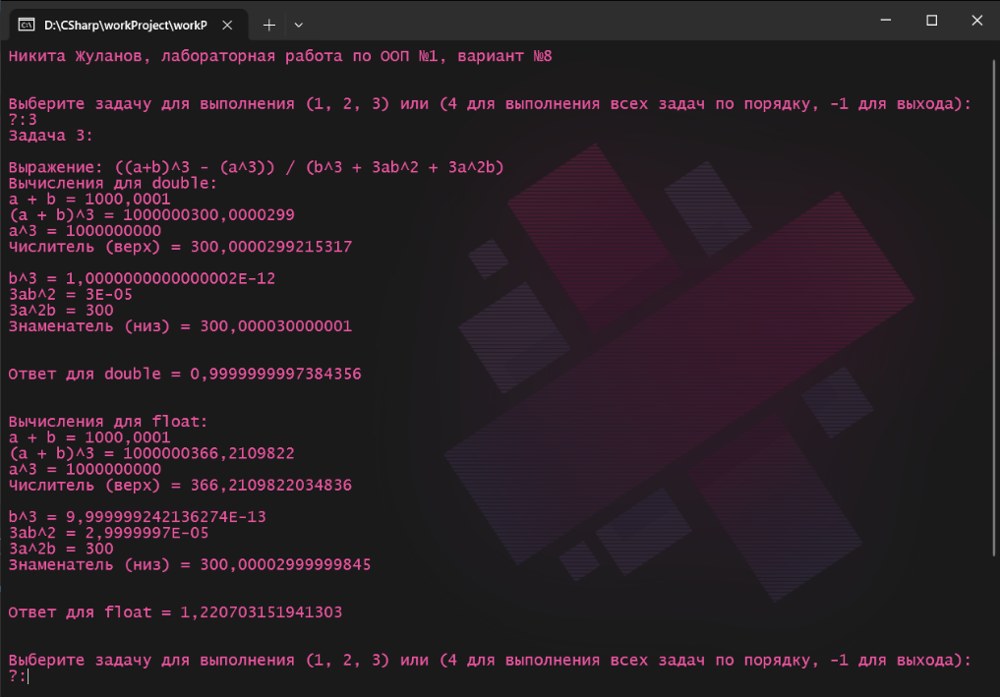 D:\CSharp\workProject\workP
Никита Жуланов, лабораторная работа по ООП №1, вариант №8
Выберите задачу для выполнения (1, 2, 3) или (4 для выполнения всех задач по порядку, -1 для выхода):
?:3
Задача 3:
Выражение: ((a+b)^3 - (a^3)) / (b^3 + 3ab^2 + 3a^2b)
Вычисления для double:
a + b = 1000,0001
(a + b)^3 = 1000000300,0000299
a^3 = 1000000000
Числитель (верх) = 300,0000299215317
b^3 = 1,0000000000000002E-12
3ab^2 = 3E-05
3a^2b = 300
Знаменатель (низ) = 300,000030000001
Ответ для double = 0,9999999997384356
Вычисления для float:
a + b = 1000,0001
(a + b)^3 = 1000000366,2109822
a^3 = 1000000000
Числитель (верх) = 366,2109822034836
b^3 = 9,999999242136274E-13
3ab^2 = 2,9999997E-05
3a^2b = 300
Знаменатель (низ) = 300,00002999999845
Ответ для float = 1,220703151941303
Выберите задачу для выполнения (1, 2, 3) или (4 для выполнения всех задач по порядку, -1 для выхода):
?: